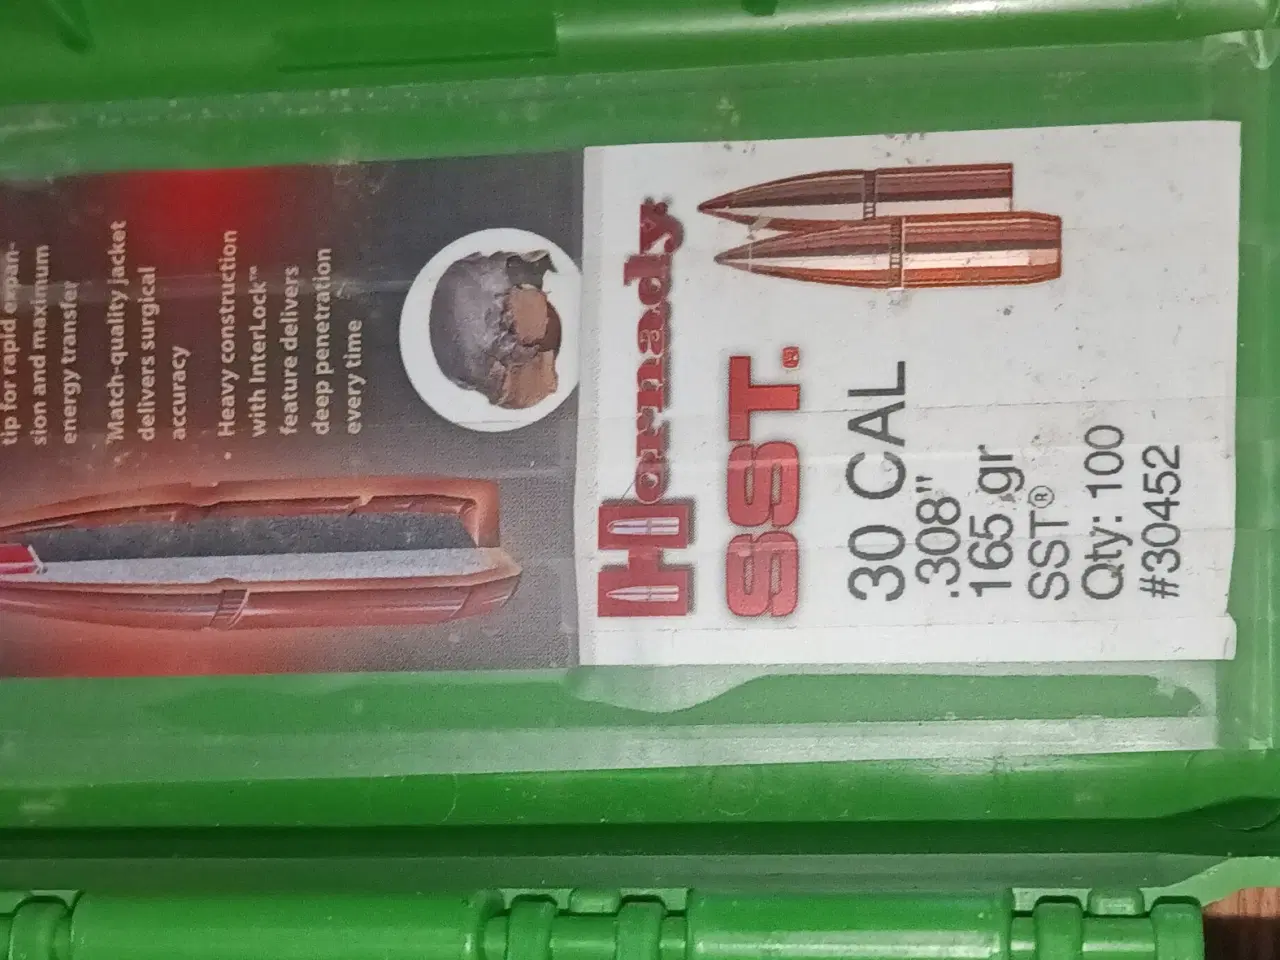 tip for rapid expan-
sion and maximum
energy transfer
Match-quality jacket
delivers surgical
accuracy
• Heavy construction
with InterLock™
feature delivers
deep penetration
every time
Hornady
SST®
30 CAL
.308"
165 gr
SST®
Qty: 100
#30452